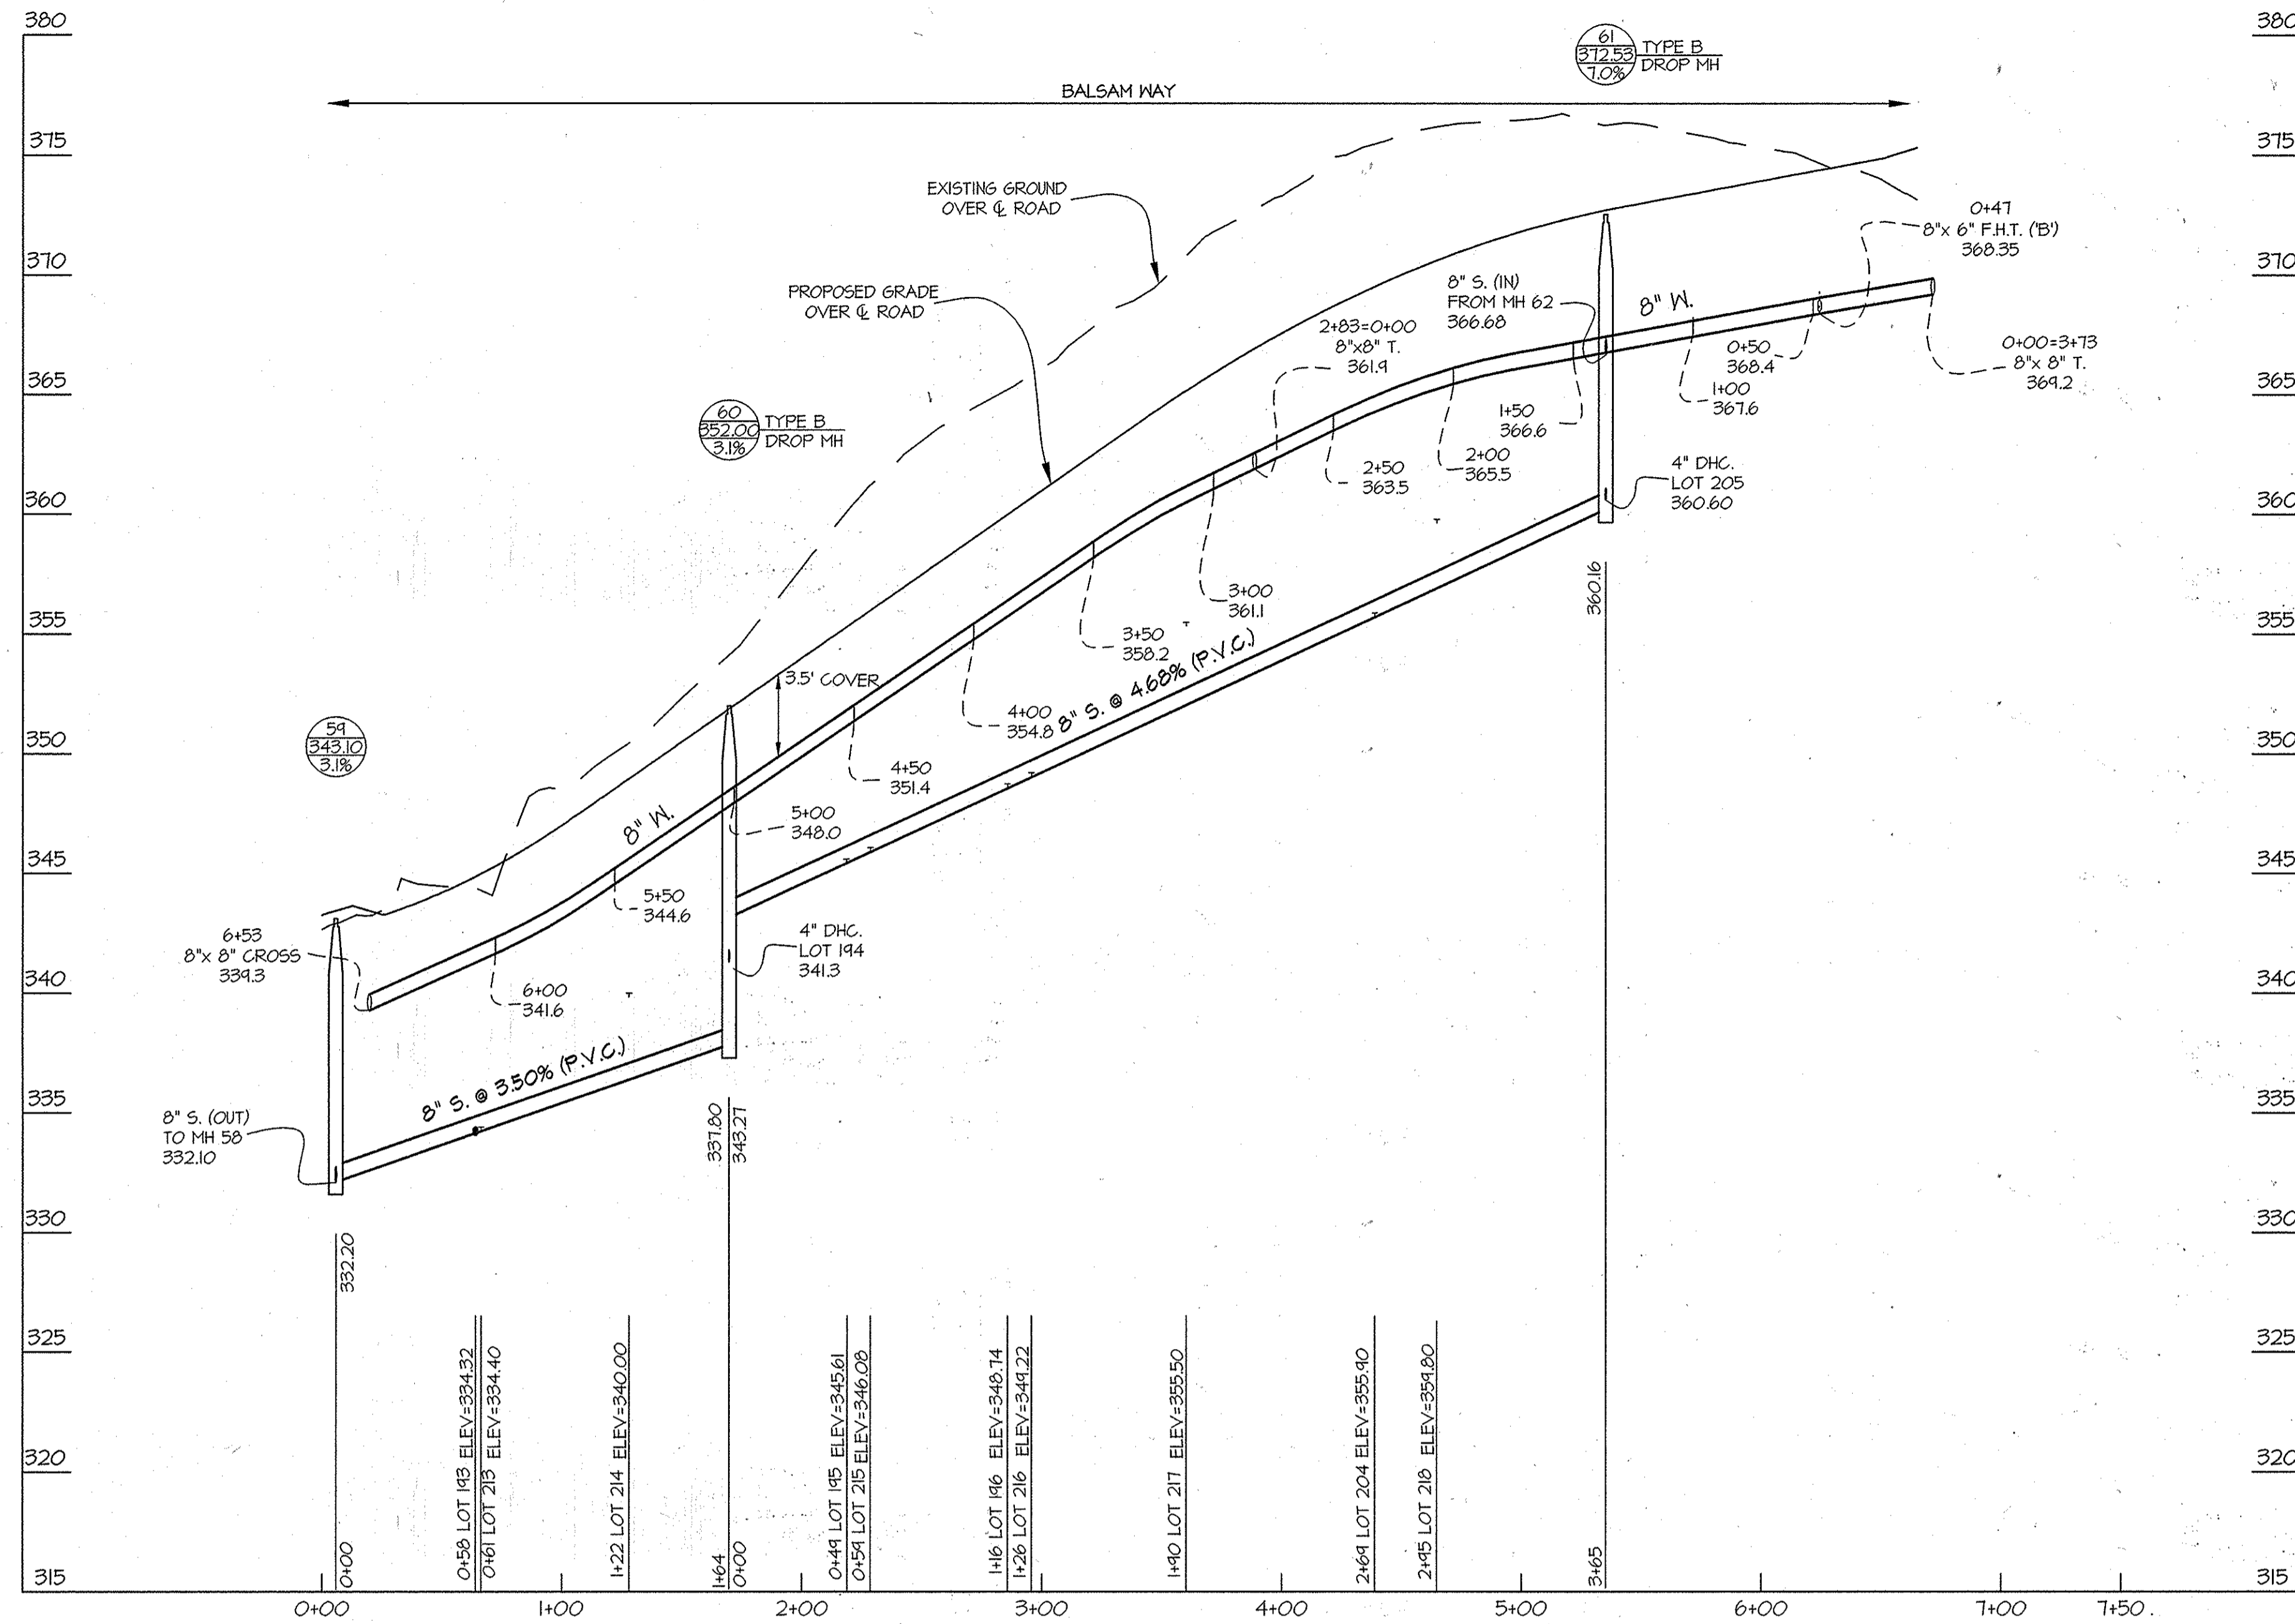 380
375
370
365
360
355
350
345
340
335
330
325
320
315
380
375
370
365
360
355
350
345
340
335
330
325
320
315
BALSAM WAY
61
372.53
7.0%
TYPE B
DROP MH
EXISTING GROUND
OVER ℄ ROAD
PROPOSED GRADE
OVER ℄ ROAD
60
352.00
3.1%
TYPE B
DROP MH
59
343.10
3.1%
0+47
8"x 6" F.H.T. ('B')
368.35
8" S. (IN)
FROM MH 62
366.68
8" W.
2+83=0+00
8"x8" T.
361.9
0+50
368.4
0+00=3+73
8"x 8" T.
369.2
1+00
367.6
1+50
366.6
2+00
365.5
2+50
363.5
4" DHC.
LOT 205
360.60
3+00
361.1
3+50
358.2
4+00
354.8
8" S. @ 4.68% (P.V.C.)
3.5' COVER
4+50
351.4
8" W.
5+00
348.0
5+50
344.6
4" DHC.
LOT 194
341.3
6+53
8"x 8" CROSS
339.3
6+00
341.6
8" S. @ 3.50% (P.V.C.)
8" S. (OUT)
TO MH 58
332.10
332.20
337.80
343.27
360.16
0+00
0+58 LOT 193 ELEV=334.32
0+61 LOT 213 ELEV=334.40
1+22 LOT 214 ELEV=340.00
1+64
0+00
0+49 LOT 195 ELEV=345.61
0+59 LOT 215 ELEV=346.08
1+16 LOT 196 ELEV=348.74
1+26 LOT 216 ELEV=349.22
1+90 LOT 217 ELEV=355.50
2+69 LOT 204 ELEV=355.90
2+95 LOT 218 ELEV=359.80
3+65
0+00
1+00
2+00
3+00
4+00
5+00
6+00
7+00
7+50